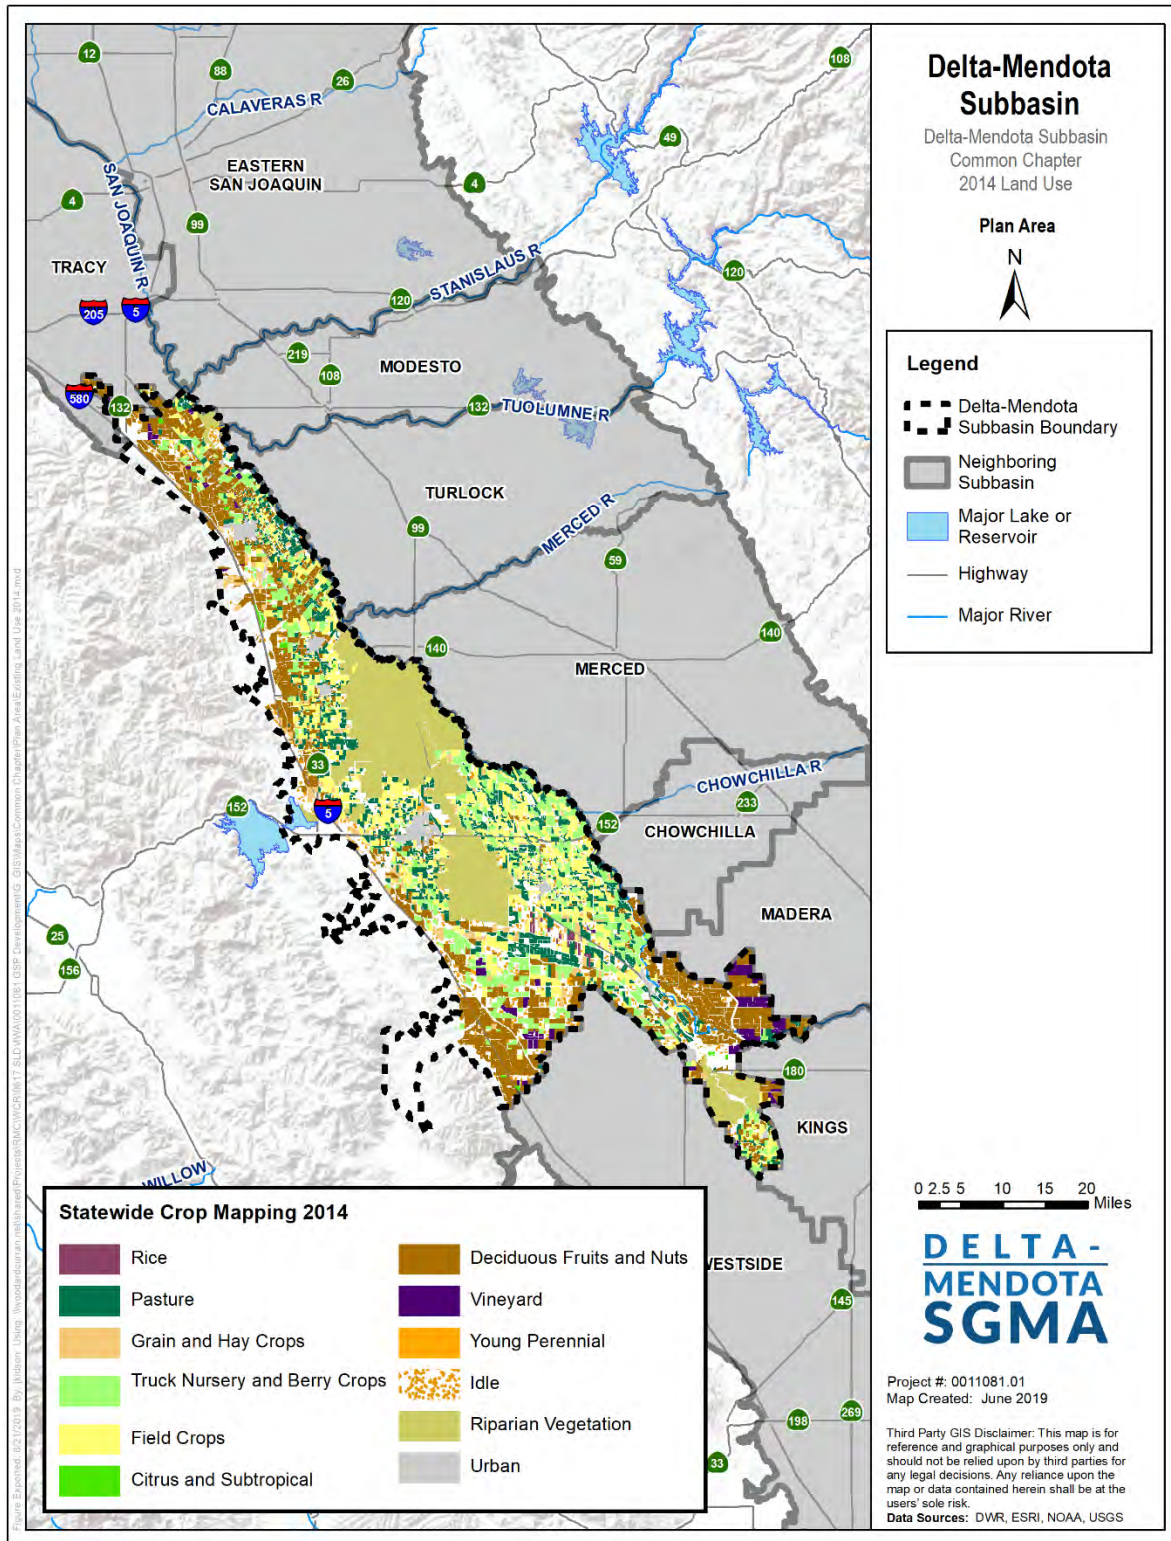 Delta-Mendota
Subbasin
Delta-Mendota Subbasin
Common Chapter
2014 Land Use
Plan Area
N
Legend
Delta-Mendota
Subbasin Boundary
Neighboring
Subbasin
Major Lake or
Reservoir
Highway
Major River
0 2.5 5 10 15 20
Miles
DELTA-
MENDOTA
SGMA
Project #: 0011081.01
Map Created: June 2019
Third Party GIS Disclaimer: This map is for
reference and graphical purposes only and
should not be relied upon by third parties for
any legal decisions. Any reliance upon the
map or data contained herein shall be at the
users' sole risk.
Data Sources: DWR, ESRI, NOAA, USGS
12
88
26
108
CALAVERAS R
49
EASTERN
SAN JOAQUIN
SAN JOAQUIN R
4
4
99
TRACY
STANISLAUS R
120
120
205
5
219
108
MODESTO
580
132
132
TUOLUMNE R
TURLOCK
99
MERCED R
59
140
140
MERCED
33
152
5
CHOWCHILLA R
233
152
CHOWCHILLA
MADERA
25
156
180
KINGS
WILLOW
WESTSIDE
145
198
269
33
Statewide Crop Mapping 2014
Rice
Pasture
Grain and Hay Crops
Truck Nursery and Berry Crops
Field Crops
Citrus and Subtropical
Deciduous Fruits and Nuts
Vineyard
Young Perennial
Idle
Riparian Vegetation
Urban